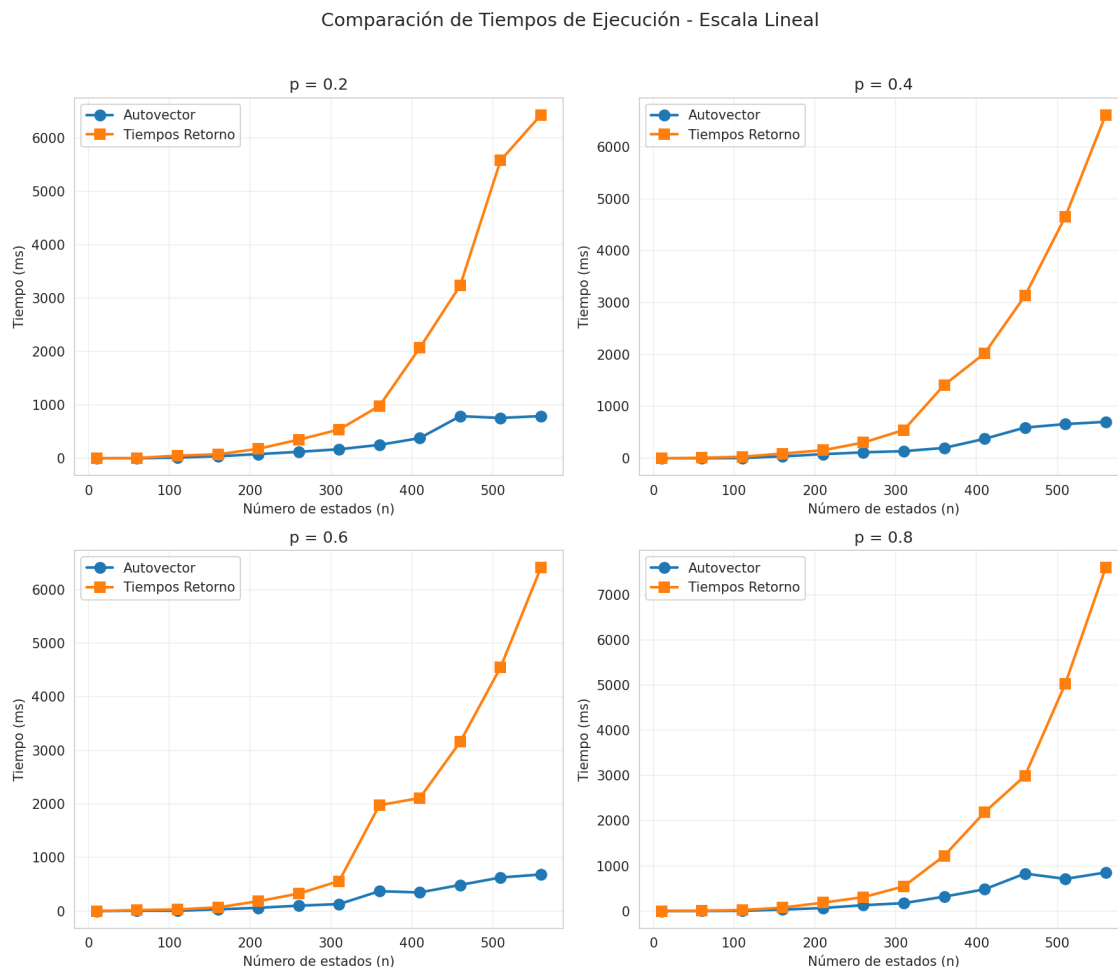 Comparación de Tiempos de Ejecución - Escala Lineal
p = 0.2
Autovector
Tiempos Retorno
6000
5000
4000
3000
2000
1000
0
Tiempo (ms)
0 100 200 300 400 500
Número de estados (n)
p = 0.4
Autovector
Tiempos Retorno
6000
5000
4000
3000
2000
1000
0
Tiempo (ms)
0 100 200 300 400 500
Número de estados (n)
p = 0.6
Autovector
Tiempos Retorno
6000
5000
4000
3000
2000
1000
0
Tiempo (ms)
0 100 200 300 400 500
Número de estados (n)
p = 0.8
Autovector
Tiempos Retorno
7000
6000
5000
4000
3000
2000
1000
0
Tiempo (ms)
0 100 200 300 400 500
Número de estados (n)